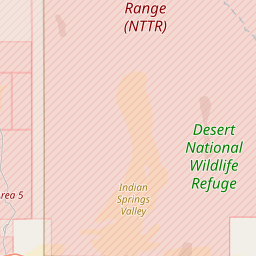 Range
(NTTR)
Desert
National
Wildlife
Refuge
Indian
Springs
Valley
rea 5